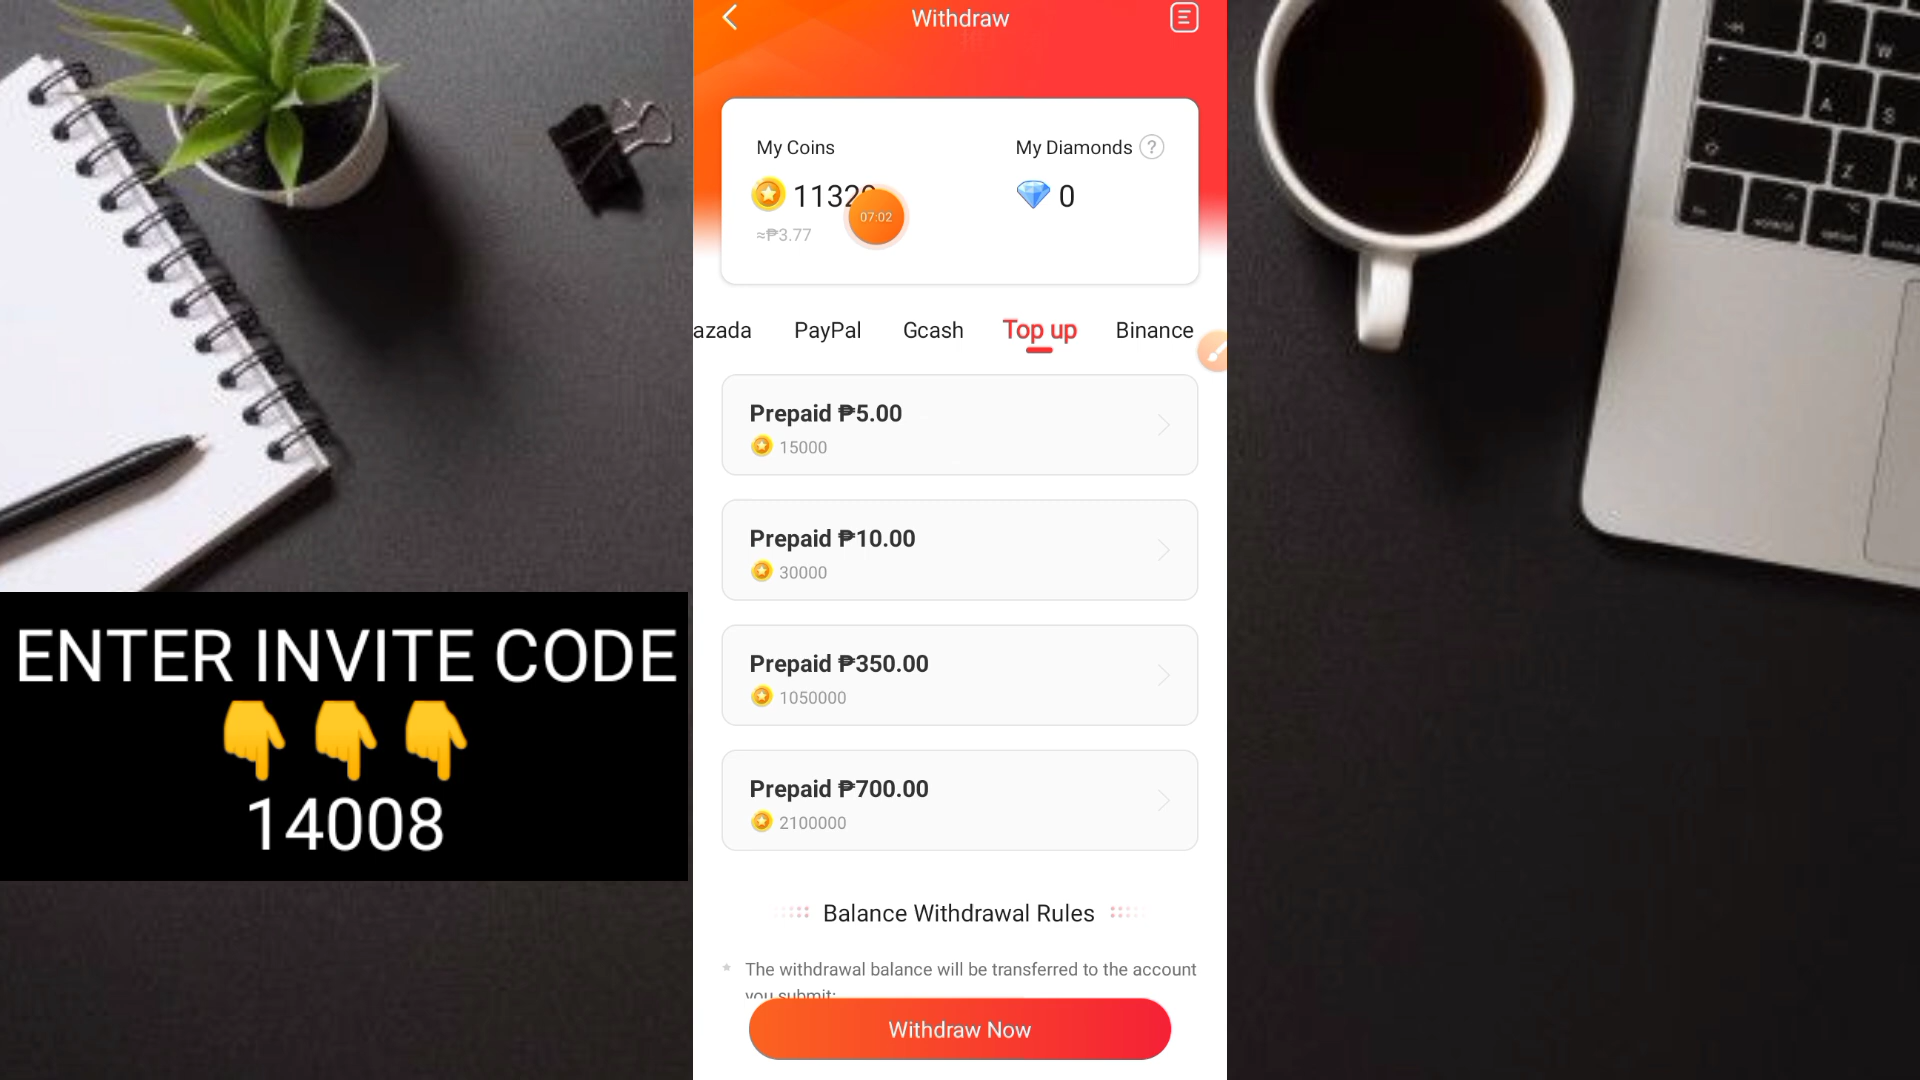 Withdraw
My Coins
My Diamonds ?
0
07:02
≈₱3.77
azada
PayPal
Gcash
Top up
Binance
Prepaid ₱5.00
15000
Prepaid ₱10.00
30000
Prepaid ₱350.00
1050000
Prepaid ₱700.00
2100000
Balance Withdrawal Rules
* The withdrawal balance will be transferred to the account
you submit;
Withdraw Now
ENTER INVITE CODE
👇👇👇
14008